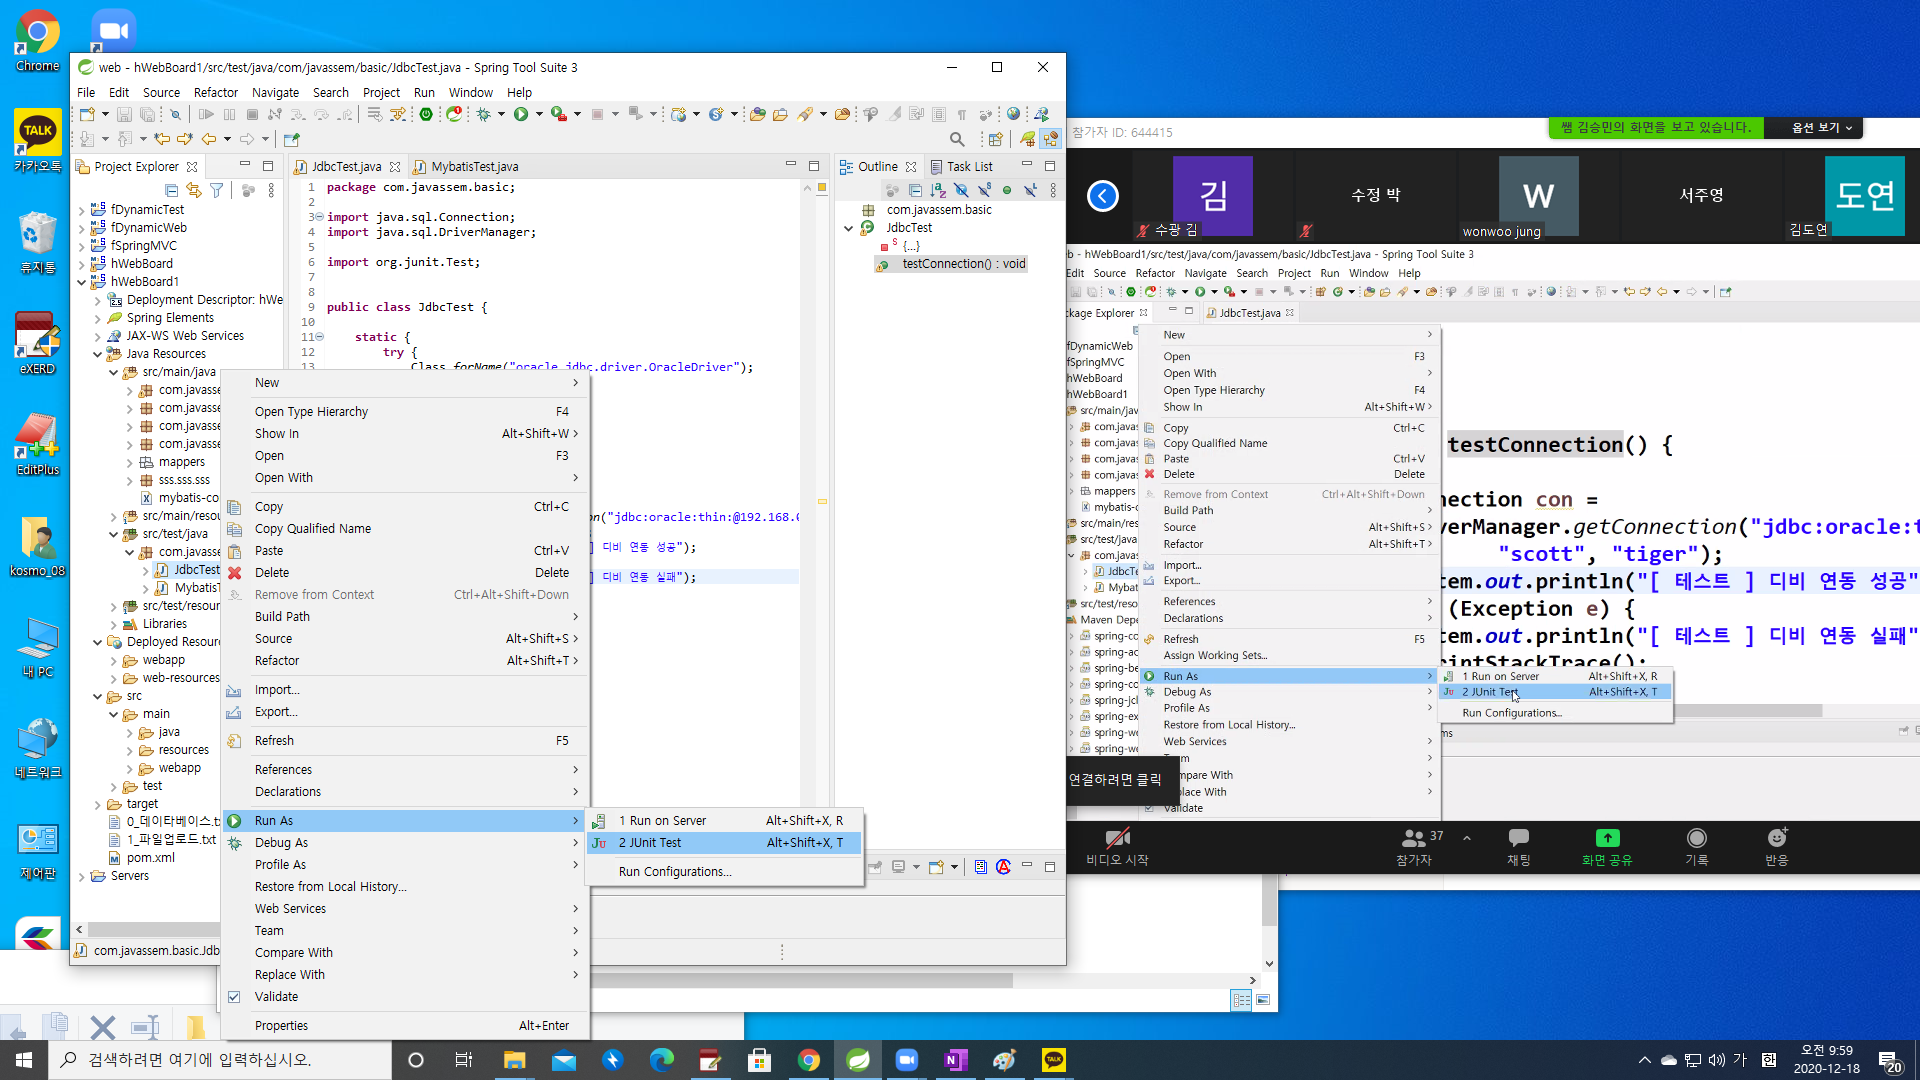 Chrome
카카오톡
휴지통
eXERD
EditPlus
kosmo_08
내 PC
네트워크
제어판
web - hWebBoard1/src/test/java/com/javassem/basic/JdbcTest.java - Spring Tool Suite 3
File Edit Source Refactor Navigate Search Project Run Window Help
Project Explorer
fDynamicTest
fDynamicWeb
fSpringMVC
hWebBoard
hWebBoard1
Deployment Descriptor: hWe
Spring Elements
JAX-WS Web Services
Java Resources
src/main/java
com.javasse
com.javasse
com.javasse
com.javasse
mappers
sss.sss.sss
mybatis-co
src/main/resou
src/test/java
com.javasse
JdbcTest
MybatisT
src/test/resour
Libraries
Deployed Resour
webapp
web-resources
src
main
java
resources
webapp
test
target
0_데이터베이스.t
1_파일업로드.txt
pom.xml
Servers
com.javassem.basic.Jdb
JdbcTest.java MybatisTest.java
1 package com.javassem.basic;
2
3 import java.sql.Connection;
4 import java.sql.DriverManager;
5
6 import org.junit.Test;
7
8
9 public class JdbcTest {
10
11 static {
12 try {
13 Class.forName("oracle.jdbc.driver.OracleDriver");
on("jdbc:oracle:thin:@192.168.0
] 디비 연동 성공");
] 디비 연동 실패");
Outline Task List
com.javassem.basic
JdbcTest
{...}
testConnection() : void
New
Open Type Hierarchy F4
Show In Alt+Shift+W
Open F3
Open With
Copy Ctrl+C
Copy Qualified Name
Paste Ctrl+V
Delete Delete
Remove from Context Ctrl+Alt+Shift+Down
Build Path
Source Alt+Shift+S
Refactor Alt+Shift+T
Import...
Export...
Refresh F5
References
Declarations
Run As
Debug As
Profile As
Restore from Local History...
Web Services
Team
Compare With
Replace With
Validate
Properties Alt+Enter
1 Run on Server Alt+Shift+X, R
2 JUnit Test Alt+Shift+X, T
Run Configurations...
참가자 ID: 644415
쌤 김승민의 화면을 보고 있습니다. 옵션 보기
김
수광 김
수정 박
W
wonwoo jung
서주영
도연
김도연
b - hWebBoard1/src/test/java/com/javassem/basic/JdbcTest.java - Spring Tool Suite 3
Edit Source Refactor Navigate Search Project Run Window Help
ckage Explorer
JdbcTest.java
fDynamicWeb
fSpringMVC
hWebBoard
hWebBoard1
src/main/jav
com.javas
com.javas
com.javas
com.javas
mappers
mybatis-c
src/main/res
src/test/java
com.javas
JdbcTe
Mybat
src/test/reso
Maven Depe
spring-co
spring-ac
spring-be
spring-co
spring-jcl
spring-ex
spring-we
spring-we
New
Open F3
Open With
Open Type Hierarchy F4
Show In Alt+Shift+W
Copy Ctrl+C
Copy Qualified Name
Paste Ctrl+V
Delete Delete
Remove from Context Ctrl+Alt+Shift+Down
Build Path
Source Alt+Shift+S
Refactor Alt+Shift+T
Import...
Export...
References
Declarations
Refresh F5
Assign Working Sets...
Run As
Debug As
Profile As
Restore from Local History...
Web Services
am
mpare With
place With
Validate
1 Run on Server Alt+Shift+X, R
2 JUnit Test Alt+Shift+X, T
Run Configurations...
testConnection() {
nection con =
verManager.getConnection("jdbc:oracle:t
"scott", "tiger");
tem.out.println("[ 테스트 ] 디비 연동 성공"
(Exception e) {
tem.out.println("[ 테스트 ] 디비 연동 실패"
rintStackTrace();
ms
연결하려면 클릭
비디오 시작
참가자 37
채팅
화면 공유
기록
반응
검색하려면 여기에 입력하십시오.
TALK
가
오전 9:59
2020-12-18
20